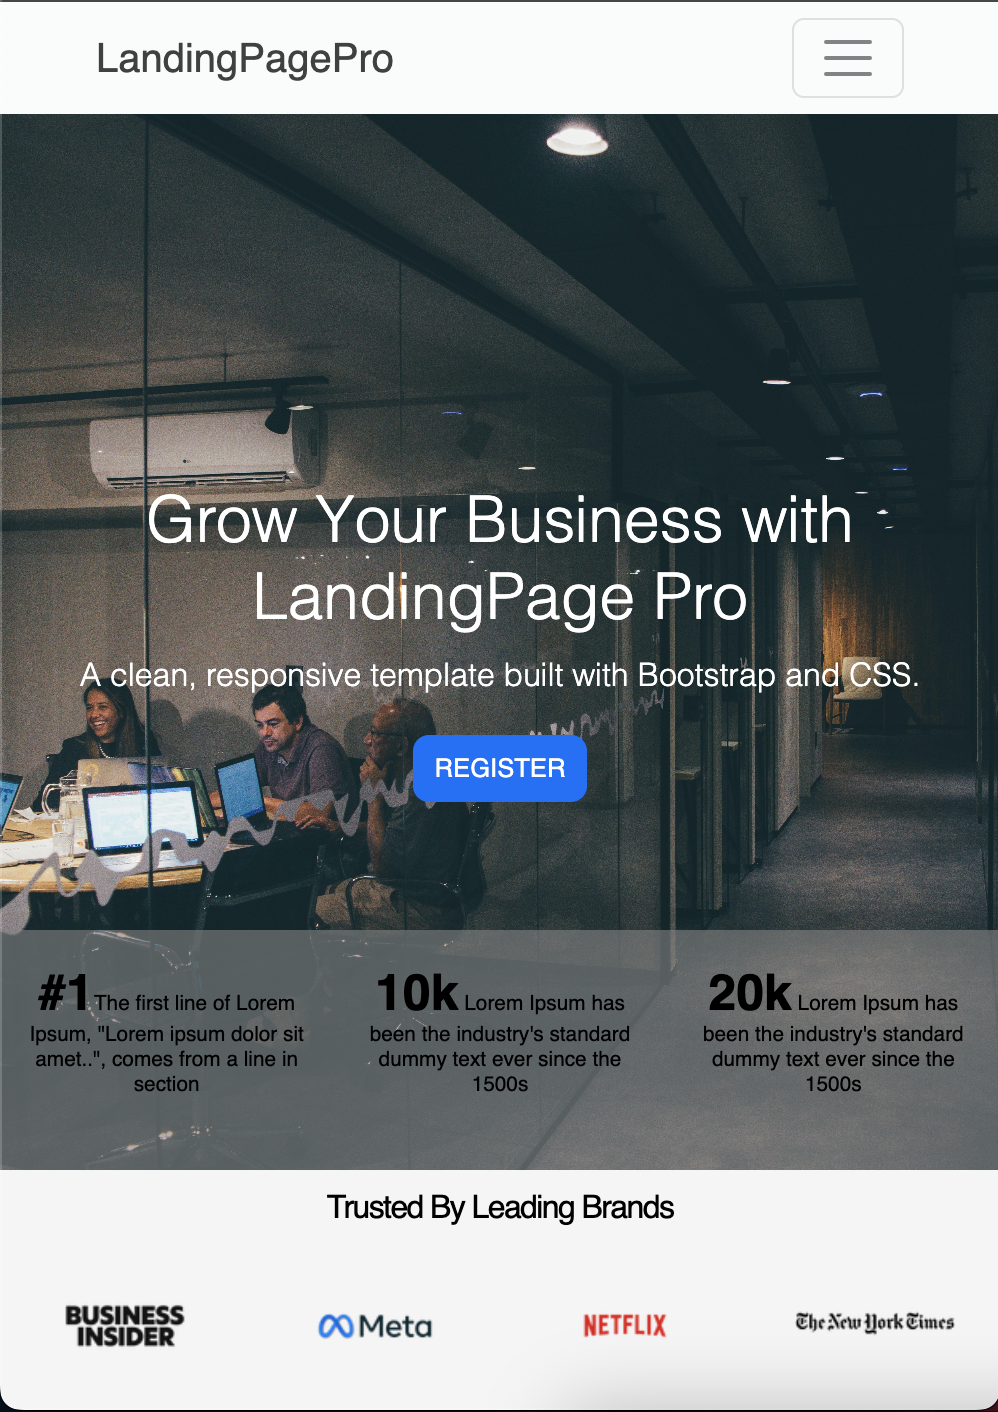 LandingPagePro
Grow Your Business with
LandingPage Pro
A clean, responsive template built with Bootstrap and CSS.
REGISTER
#1 The first line of Lorem
Ipsum, "Lorem ipsum dolor sit
amet..", comes from a line in
section
10k Lorem Ipsum has
been the industry's standard
dummy text ever since the
1500s
20k Lorem Ipsum has
been the industry's standard
dummy text ever since the
1500s
Trusted By Leading Brands
BUSINESS
INSIDER
Meta
NETFLIX
The New York Times